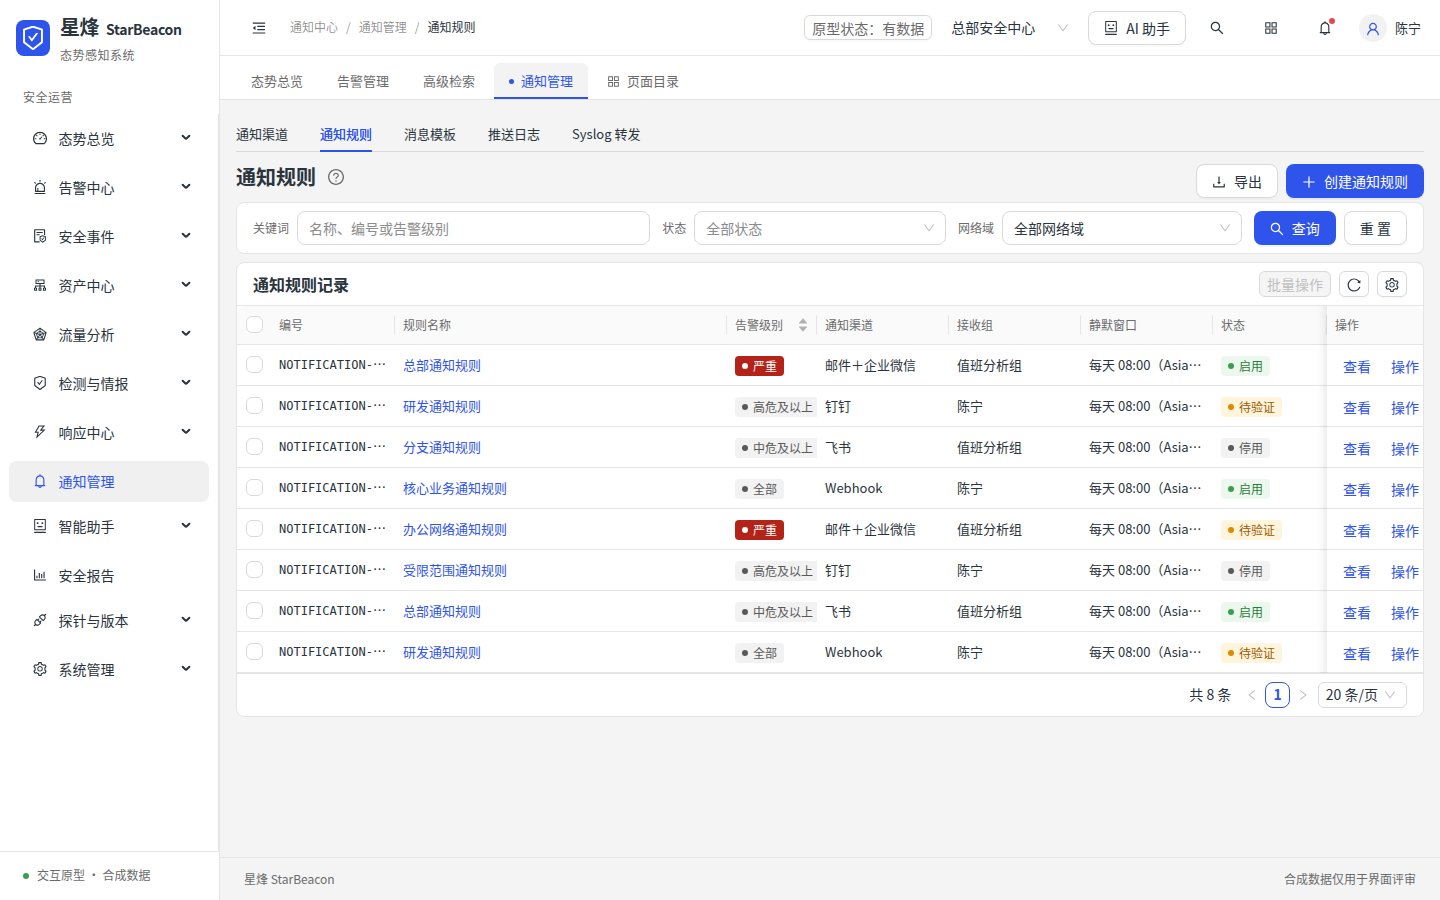 星烽 StarBeacon
态势感知系统
安全运营
态势总览
告警中心
安全事件
资产中心
流量分析
检测与情报
响应中心
通知管理
智能助手
安全报告
探针与版本
系统管理
交互原型 · 合成数据
通知中心 / 通知管理 / 通知规则
原型状态：有数据
总部安全中心
AI 助手
陈宁
态势总览 告警管理 高级检索 通知管理 页面目录
通知渠道 通知规则 消息模板 推送日志 Syslog 转发
通知规则
导出
创建通知规则
关键词 名称、编号或告警级别 状态 全部状态 网络域 全部网络域 查询 重 置
通知规则记录
批量操作
编号 规则名称 告警级别 通知渠道 接收组 静默窗口 状态 操作
NOTIFICATION-··· 总部通知规则 严重 邮件＋企业微信 值班分析组 每天 08:00（Asia··· 启用 查看 操作
NOTIFICATION-··· 研发通知规则 高危及以上 钉钉 陈宁 每天 08:00（Asia··· 待验证 查看 操作
NOTIFICATION-··· 分支通知规则 中危及以上 飞书 值班分析组 每天 08:00（Asia··· 停用 查看 操作
NOTIFICATION-··· 核心业务通知规则 全部 Webhook 陈宁 每天 08:00（Asia··· 启用 查看 操作
NOTIFICATION-··· 办公网络通知规则 严重 邮件＋企业微信 值班分析组 每天 08:00（Asia··· 待验证 查看 操作
NOTIFICATION-··· 受限范围通知规则 高危及以上 钉钉 陈宁 每天 08:00（Asia··· 停用 查看 操作
NOTIFICATION-··· 总部通知规则 中危及以上 飞书 值班分析组 每天 08:00（Asia··· 启用 查看 操作
NOTIFICATION-··· 研发通知规则 全部 Webhook 陈宁 每天 08:00（Asia··· 待验证 查看 操作
共 8 条 1 20 条/页
星烽 StarBeacon
合成数据仅用于界面评审